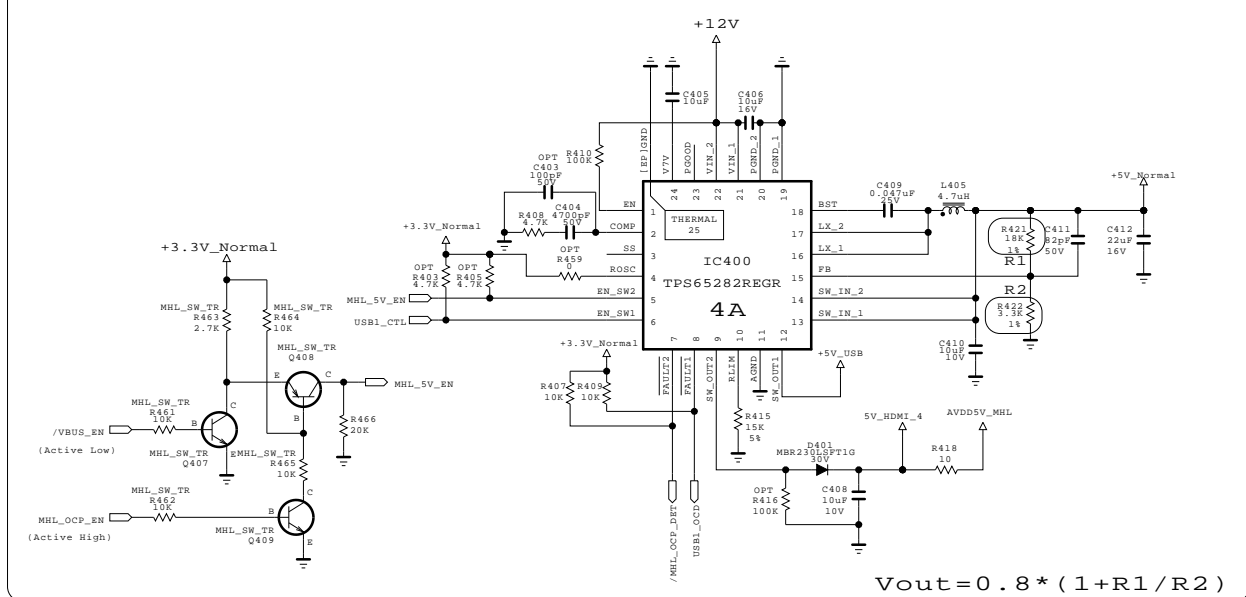 +12V
C405
10uF
C406
10uF
16V
[EP]GND
V7V
PGOOD
VIN_2
VIN_1
PGND_2
PGND_1
24
23
22
21
20
19
R410
100K
OPT
C403
100pF
50V
R408
4.7K
C404
4700pF
50V
+3.3V_Normal
OPT
R459
0
OPT
R403
4.7K
OPT
R405
4.7K
MHL_5V_EN
USB1_CTL
EN
COMP
SS
ROSC
EN_SW2
EN_SW1
1
2
3
4
5
6
THERMAL
25
IC400
TPS65282REGR
4A
18
17
16
15
14
13
BST
LX_2
LX_1
FB
SW_IN_2
SW_IN_1
C409
0.047uF
25V
L405
4.7uH
+5V_Normal
R421
18K
1%
R1
C411
82pF
50V
C412
22uF
16V
R2
R422
3.3K
1%
C410
10uF
10V
7
8
9
10
11
12
FAULT2
FAULT1
SW_OUT2
RLIM
AGND
SW_OUT1
+3.3V_Normal
R407
10K
R409
10K
/MHL_OCP_DET
USB1_OCD
R415
15K
5%
+5V_USB
D401
MBR230LSFT1G
30V
OPT
R416
100K
C408
10uF
10V
5V_HDMI_4
R418
10
AVDD5V_MHL
+3.3V_Normal
MHL_SW_TR
R463
2.7K
MHL_SW_TR
R464
10K
MHL_SW_TR
Q408
E
C
B
MHL_5V_EN
R466
20K
MHL_SW_TR
R461
10K
/VBUS_EN
(Active Low)
B
C
E
MHL_SW_TR
Q407
MHL_SW_TR
R465
10K
MHL_SW_TR
R462
10K
MHL_OCP_EN
(Active High)
B
C
E
MHL_SW_TR
Q409
Vout=0.8*(1+R1/R2)